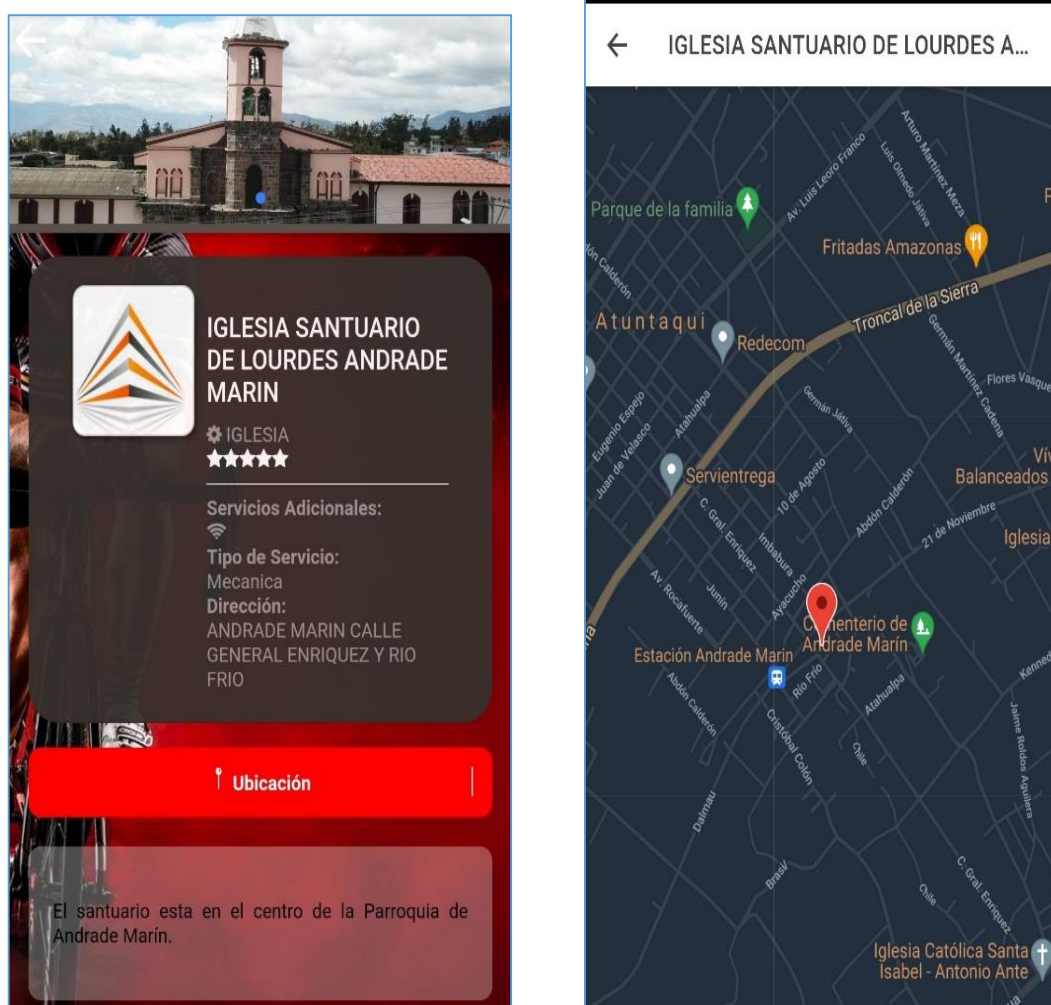 IGLESIA SANTUARIO
DE LOURDES ANDRADE
MARIN
IGLESIA
Servicios Adicionales:
Tipo de Servicio:
Mecanica
Dirección:
ANDRADE MARIN CALLE
GENERAL ENRIQUEZ Y RIO
FRIO
Ubicación
El santuario esta en el centro de la Parroquia de
Andrade Marín.
IGLESIA SANTUARIO DE LOURDES A...
Arturo Martínez Meza
Luis Olmedo Játiva
Av. Luis Leoro Franco
Parque de la familia
Fritadas Amazonas
Calderón
Troncal de la Sierra
Atuntaqui
Redecom
Germán Martínez Cadena
Flores Vasque
Germán Játiva
Eugenio Espejo
Atahualpa
Juan de Velasco
Servientrega
Balanceados
10 de Agosto
Abdón Calderón
C. Gral. Enríquez
21 de Noviembre
Iglesia
Imbabura
Av. Rocafuerte
Junín
Ayacucho
Cementerio de
Andrade Marín
Estación Andrade Marin
Río Frío
Kenned
Atahualpa
Abdón Calderón
Cristóbal Colón
Chile
Jaime Roldos Aguilera
Dalmau
Brasil
Chile
C. Gral. Enríquez
Iglesia Católica Santa
Isabel - Antonio Ante